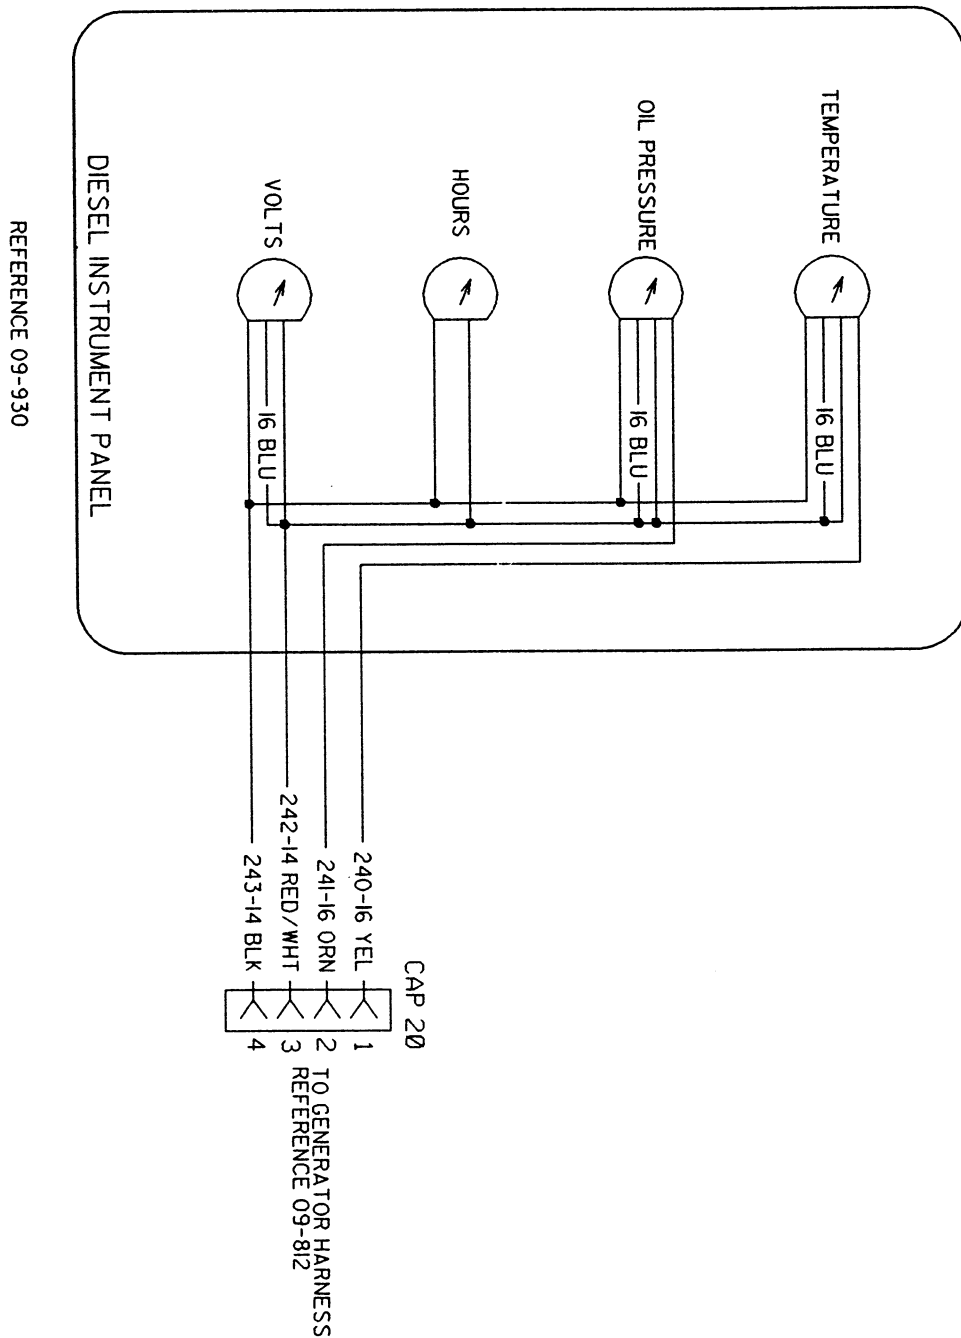 TEMPERATURE
OIL PRESSURE
HOURS
VOLTS
16 BLU
16 BLU
16 BLU
DIESEL INSTRUMENT PANEL
REFERENCE 09-930
CAP 20
240-16 YEL
1
241-16 ORN
2
242-14 RED/WHT
3
243-14 BLK
4
TO GENERATOR HARNESS
REFERENCE 09-812